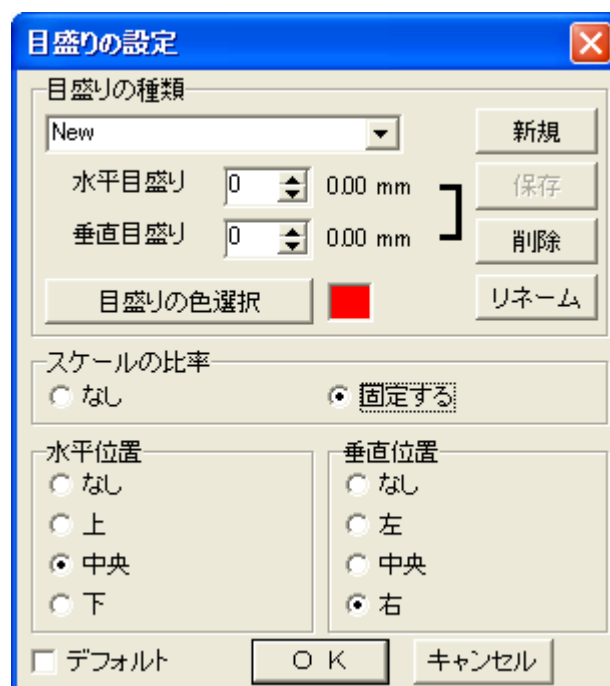 目盛りの設定
目盛りの種類
New
新規
水平目盛り 0 0.00 mm
保存
垂直目盛り 0 0.00 mm
削除
目盛りの色選択
リネーム
スケールの比率
なし 固定する
水平位置
なし
上
中央
下
垂直位置
なし
左
中央
右
デフォルト OK キャンセル